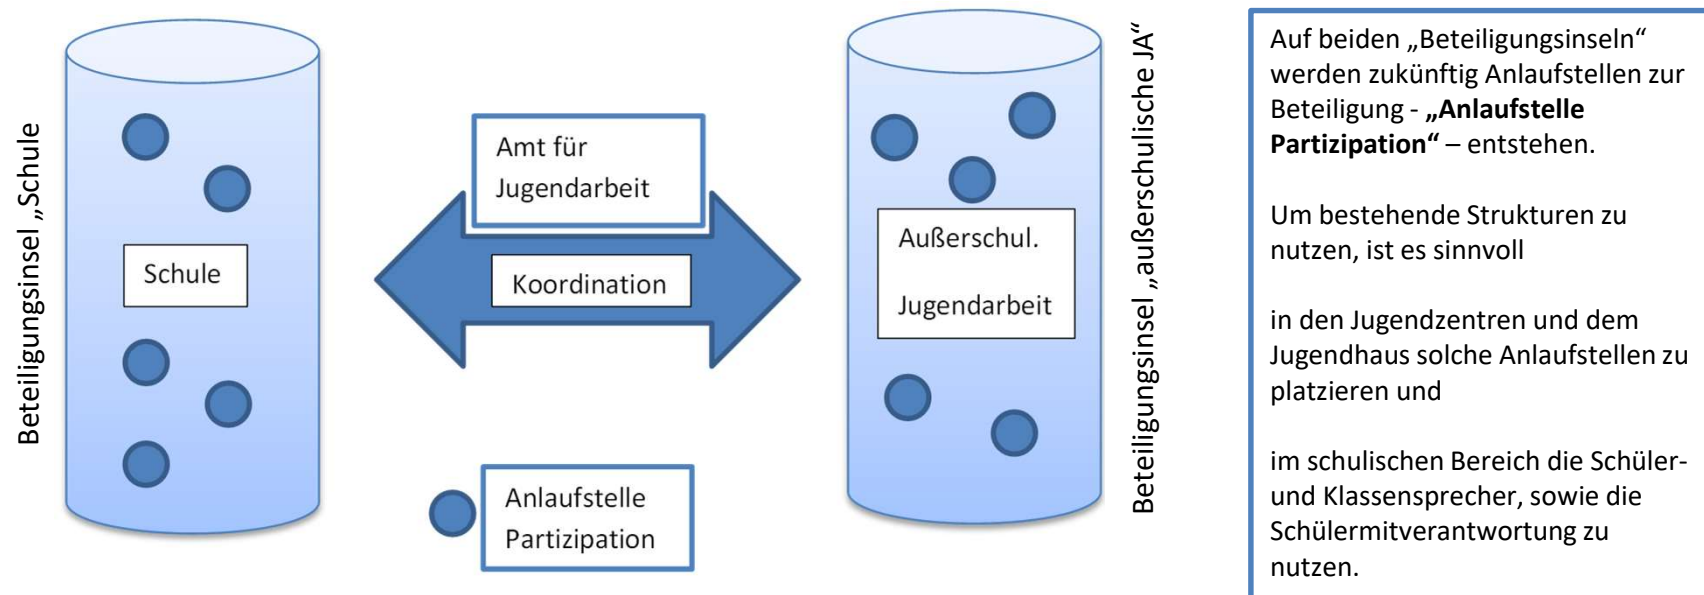 Beteiligungsinsel „Schule
Schule
Amt für
Jugendarbeit
Koordination
Anlaufstelle
Partizipation
Außerschul.
Jugendarbeit
Beteiligungsinsel „außerschulische JA“
Auf beiden „Beteiligungsinseln“
werden zukünftig Anlaufstellen zur
Beteiligung - „Anlaufstelle
Partizipation“ – entstehen.
Um bestehende Strukturen zu
nutzen, ist es sinnvoll
in den Jugendzentren und dem
Jugendhaus solche Anlaufstellen zu
platzieren und
im schulischen Bereich die Schüler-
und Klassensprecher, sowie die
Schülermitverantwortung zu
nutzen.